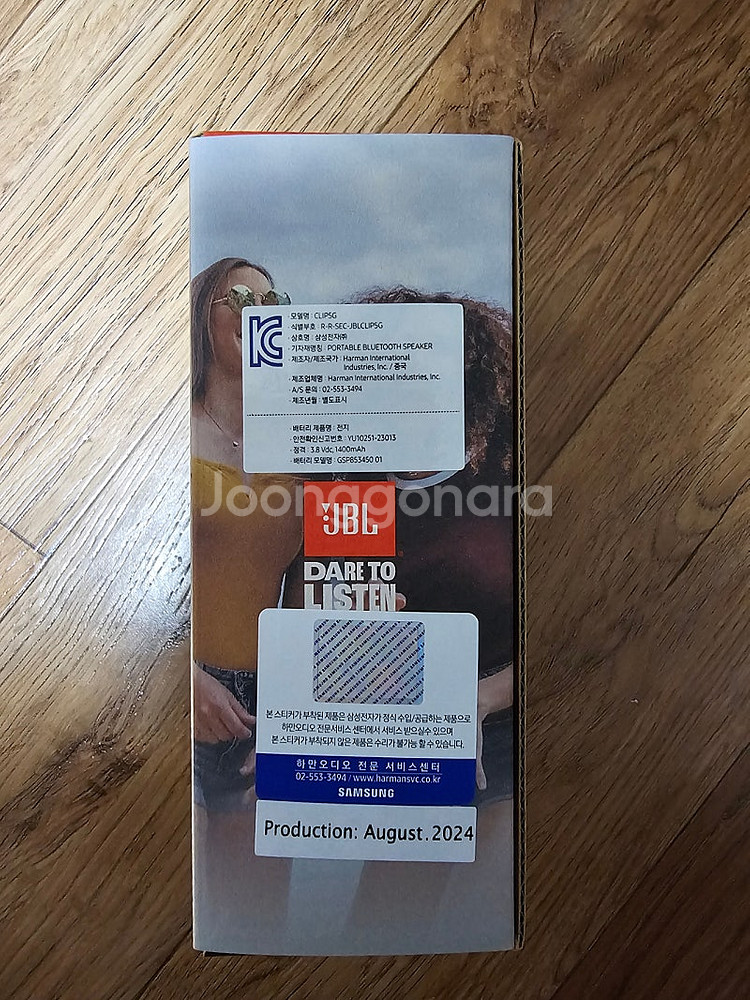 KC
· 모델명 : CLIP5G
· 식별부호 : R-R-SEC-JBLCLIP5G
· 상호명 : 삼성전자㈜
· 기자재명칭 : PORTABLE BLUETOOTH SPEAKER
· 제조자/제조국가 : Harman International
Industries, Inc. / 중국
· 제조업체명 : Harman International Industries, Inc.
· A/S 문의 : 02-553-3494
· 제조년월 : 별도표시
· 배터리 제품명 : 전지
· 안전확인신고번호 : YU10251-23013
· 정격 : 3.8 Vdc, 1400mAh
· 배터리 모델명 : GSP853450 01
Joonggonara
JBL
DARE TO
LISTEN
본 스티커가 부착된 제품은 삼성전자가 정식 수입/공급하는 제품으로
하만오디오 전문서비스 센터에서 서비스 받으실수 있으며
본 스티커가 부착되지 않은 제품은 수리가 불가능 할 수 있습니다.
하만오디오 전문 서비스센터
02-553-3494 / www.harmansvc.co.kr
SAMSUNG
Production: August.2024